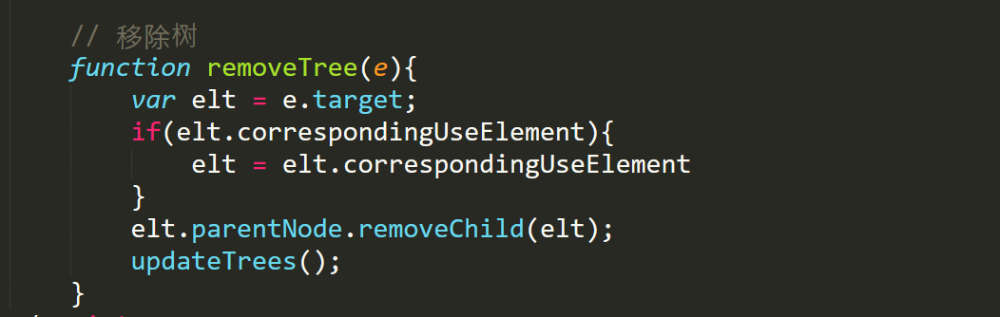 // 移除树
function removeTree(e){
var elt = e.target;
if(elt.correspondingUseElement){
elt = elt.correspondingUseElement
}
elt.parentNode.removeChild(elt);
updateTrees();
}